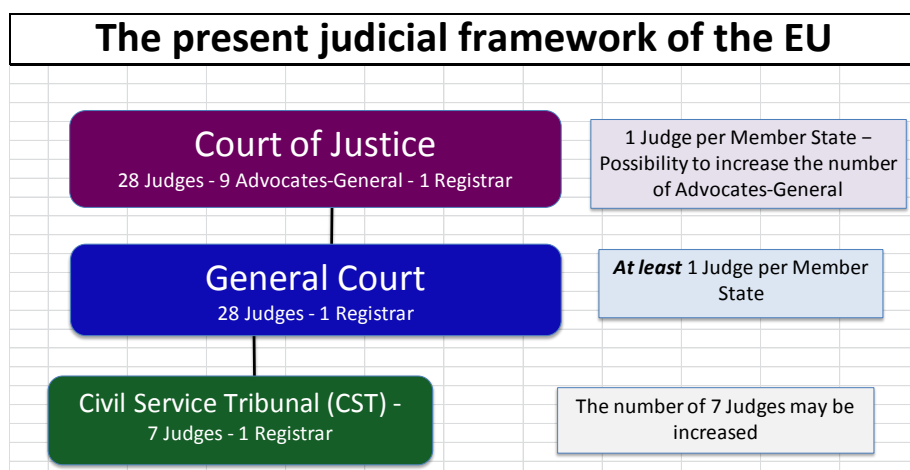 The present judicial framework of the EU
Court of Justice
28 Judges - 9 Advocates-General - 1 Registrar
1 Judge per Member State –
Possibility to increase the number
of Advocates-General
General Court
28 Judges - 1 Registrar
At least 1 Judge per Member
State
Civil Service Tribunal (CST) -
7 Judges - 1 Registrar
The number of 7 Judges may be
increased